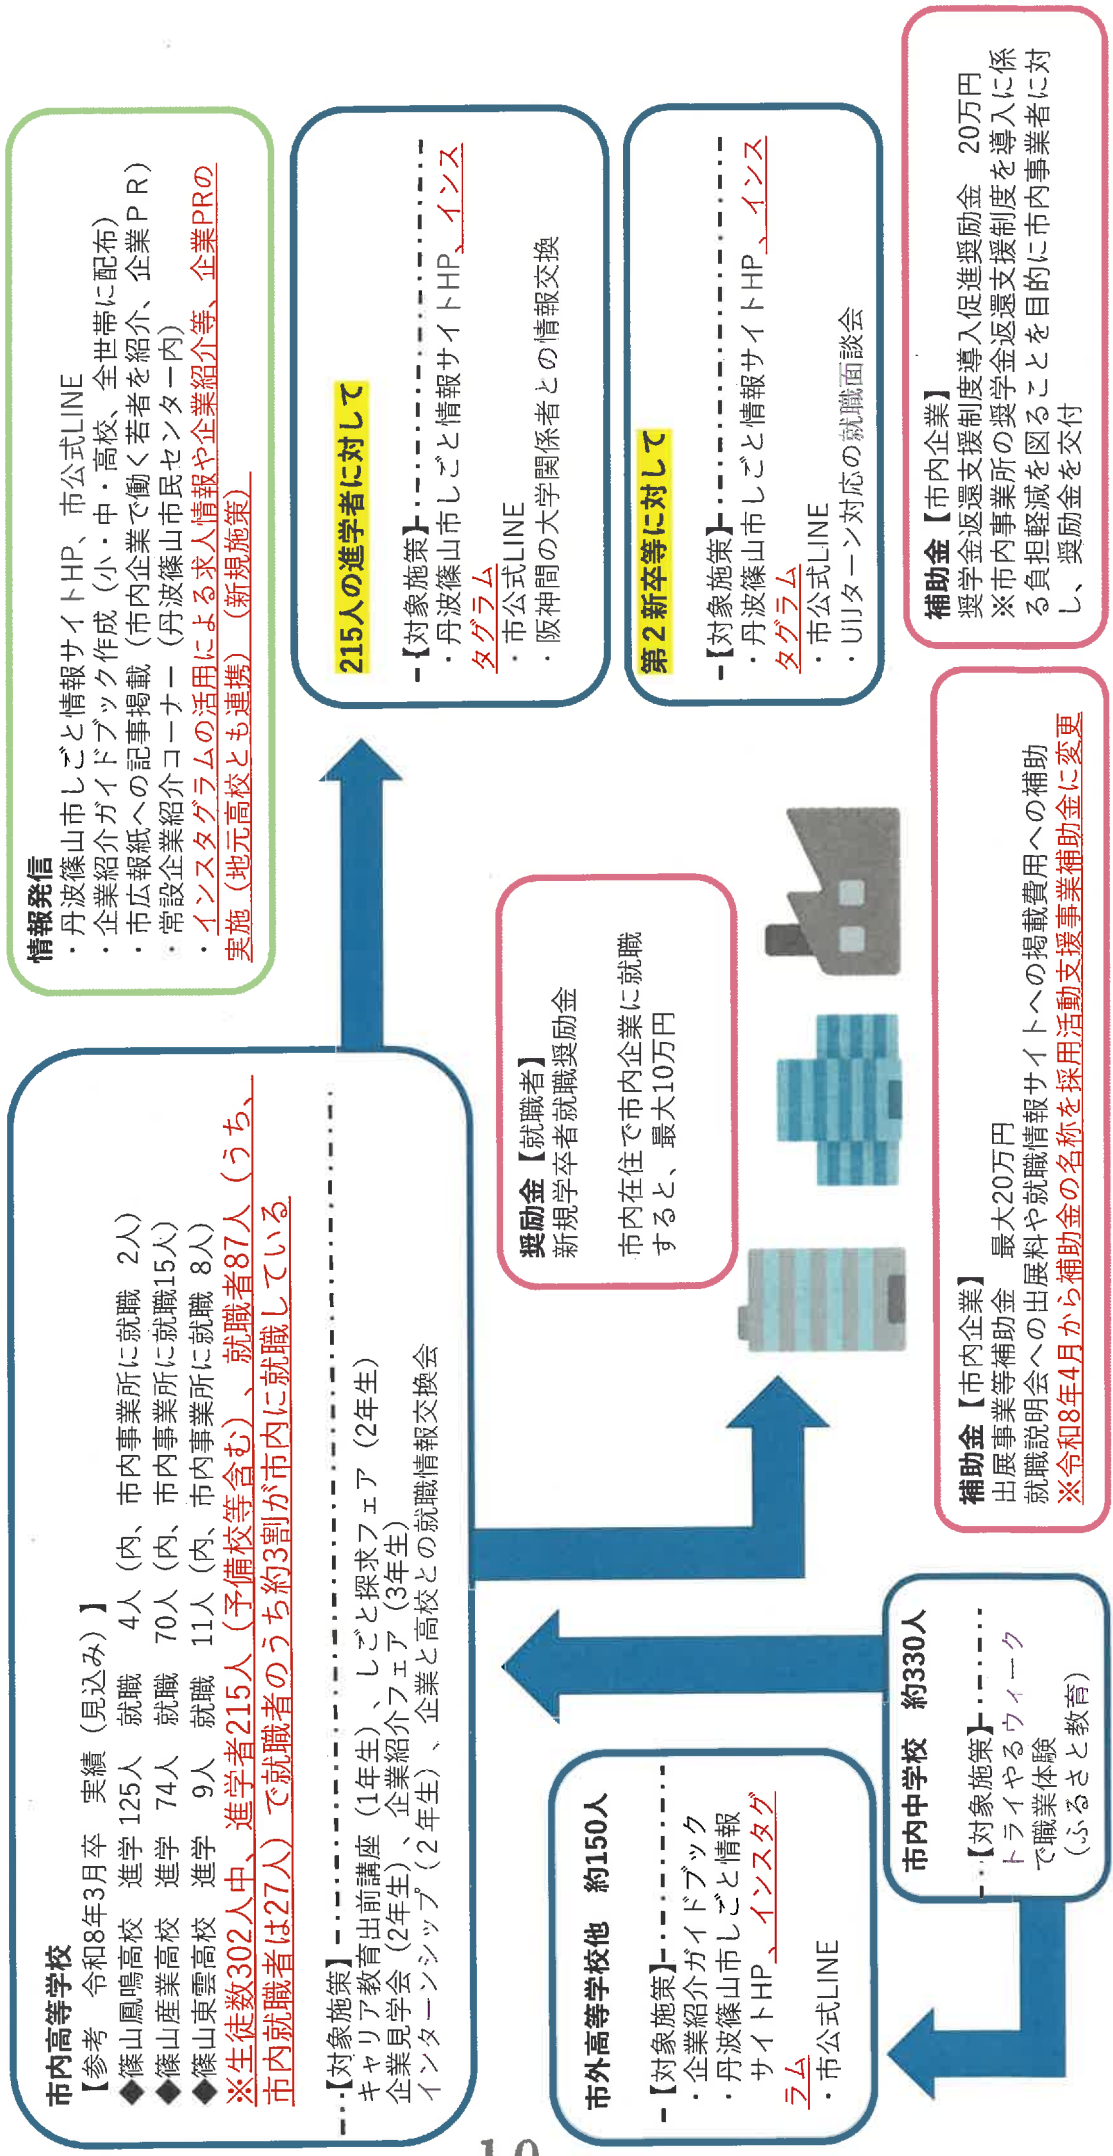 市内高等学校
【参考　令和8年3月卒　実績（見込み）】
◆篠山鳳鳴高校　進学 125人　就職　4人（内、市内事業所に就職　2人）
◆篠山産業高校　進学　74人　就職　70人（内、市内事業所に就職15人）
◆篠山東雲高校　進学　9人　就職　11人（内、市内事業所に就職　8人）
※生徒数302人中、進学者215人（予備校等含む）、就職者87人（うち、
市内就職者は27人）で就職者のうち約3割が市内に就職している
【対象施策】
キャリア教育出前講座（1年生）、しごと探求フェア（2年生）
企業見学会（2年生）、企業紹介フェア（3年生）
インターンシップ（２年生）、企業と高校との就職情報交換会
市外高等学校他　約150人
【対象施策】
・企業紹介ガイドブック
・丹波篠山市しごと情報
サイトHP、インスタグ
ラム
・市公式LINE
市内中学校　約330人
【対象施策】
トライやるウィーク
で職業体験
（ふるさと教育）
奨励金【就職者】
新規学卒者就職奨励金
市内在住で市内企業に就職
すると、最大10万円
補助金【市内企業】
出展事業等補助金　最大20万円
就職説明会への出展料や就職情報サイトへの掲載費用への補助
※令和8年4月から補助金の名称を採用活動支援事業補助金に変更
情報発信
・丹波篠山市しごと情報サイトHP、市公式LINE
・企業紹介ガイドブック作成（小・中・高校、全世帯に配布）
・市広報紙への記事掲載（市内企業で働く若者を紹介、企業ＰＲ）
・常設企業紹介コーナー（丹波篠山市民センター内）
・インスタグラムの活用による求人情報や企業紹介等、企業PRの
実施（地元高校とも連携）（新規施策）
215人の進学者に対して
【対象施策】
・丹波篠山市しごと情報サイトHP、インス
タグラム
・市公式LINE
・阪神間の大学関係者との情報交換
第２新卒等に対して
【対象施策】
・丹波篠山市しごと情報サイトHP、インス
タグラム
・市公式LINE
・UIJターン対応の就職面談会
補助金【市内企業】
奨学金返還支援制度導入促進奨励金　20万円
※市内事業所の奨学金返還支援制度を導入に係
る負担軽減を図ることを目的に市内事業者に対
し、奨励金を交付
10